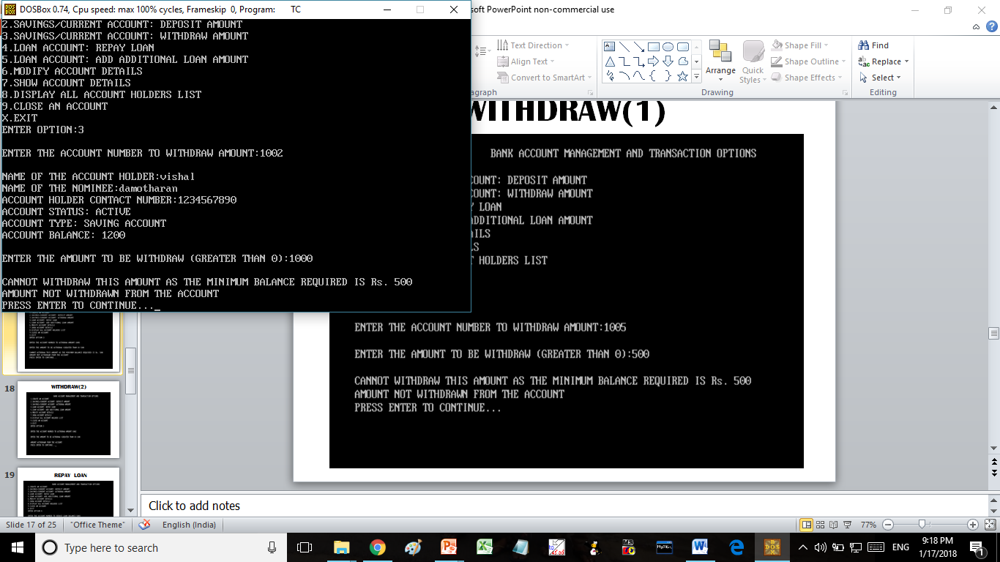 DOSBox 0.74, Cpu speed: max 100% cycles, Frameskip 0, Program: TC
2.SAVINGS/CURRENT ACCOUNT: DEPOSIT AMOUNT
3.SAVINGS/CURRENT ACCOUNT: WITHDRAW AMOUNT
4.LOAN ACCOUNT: REPAY LOAN
5.LOAN ACCOUNT: ADD ADDITIONAL LOAN AMOUNT
6.MODIFY ACCOUNT DETAILS
7.SHOW ACCOUNT DETAILS
8.DISPLAY ALL ACCOUNT HOLDERS LIST
9.CLOSE AN ACCOUNT
X.EXIT
ENTER OPTION:3
ENTER THE ACCOUNT NUMBER TO WITHDRAW AMOUNT:1002
NAME OF THE ACCOUNT HOLDER:vishal
NAME OF THE NOMINEE:damotharan
ACCOUNT HOLDER CONTACT NUMBER:1234567890
ACCOUNT STATUS: ACTIVE
ACCOUNT TYPE: SAVING ACCOUNT
ACCOUNT BALANCE: 1200
ENTER THE AMOUNT TO BE WITHDRAW (GREATER THAN 0):1000
CANNOT WITHDRAW THIS AMOUNT AS THE MINIMUM BALANCE REQUIRED IS Rs. 500
AMOUNT NOT WITHDRAWN FROM THE ACCOUNT
PRESS ENTER TO CONTINUE..._
soft PowerPoint non-commercial use
Text Direction
Align Text
Convert to SmartArt
agraph
Arrange
Quick
Styles
Shape Fill
Shape Outline
Shape Effects
Drawing
Find
Replace
Select
Editing
WITHDRAW(1)
BANK ACCOUNT MANAGEMENT AND TRANSACTION OPTIONS
OUNT: DEPOSIT AMOUNT
OUNT: WITHDRAW AMOUNT
Y LOAN
ADDITIONAL LOAN AMOUNT
AILS
LS
T HOLDERS LIST
ENTER THE ACCOUNT NUMBER TO WITHDRAW AMOUNT:1005
ENTER THE AMOUNT TO BE WITHDRAW (GREATER THAN 0):500
CANNOT WITHDRAW THIS AMOUNT AS THE MINIMUM BALANCE REQUIRED IS Rs. 500
AMOUNT NOT WITHDRAWN FROM THE ACCOUNT
PRESS ENTER TO CONTINUE...
18
WITHDRAW(2)
19
REPAY LOAN
Click to add notes
Slide 17 of 25
"Office Theme"
English (India)
77%
Type here to search
ENG
9:18 PM
1/17/2018